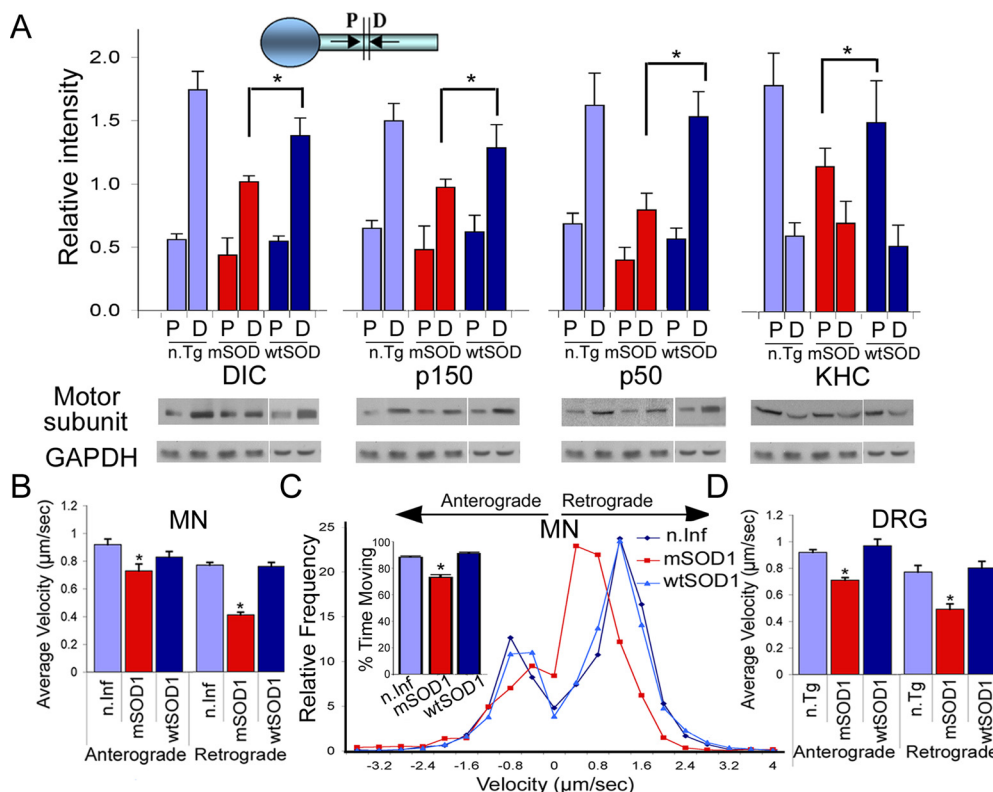 A
P D
* * * *
Relative intensity
2.0
1.5
1.0
0.5
0.0
P D P D P D P D P D P D P D P D P D P D P D P D
n.Tg mSOD wtSOD n.Tg mSOD wtSOD n.Tg mSOD wtSOD n.Tg mSOD wtSOD
DIC p150 p50 KHC
Motor
subunit
GAPDH
B
MN
Average Velocity (µm/sec)
1.2
1
0.8
0.6
0.4
0.2
0
* *
n.Inf mSOD1 wtSOD1 n.Inf mSOD1 wtSOD1
Anterograde Retrograde
C
Anterograde Retrograde
MN
Relative Frequency
25
20
15
10
5
0
% Time Moving
100
80
60
40
20
0
*
n.Inf mSOD1 wtSOD1
n.Inf
mSOD1
wtSOD1
-3.2 -2.4 -1.6 -0.8 0 0.8 1.6 2.4 3.2 4
Velocity (µm/sec)
D
DRG
Average Velocity (µm/sec)
1.2
1
0.8
0.6
0.4
0.2
0
* *
n.Tg mSOD1 wtSOD1 n.Tg mSOD1 wtSOD1
Anterograde Retrograde